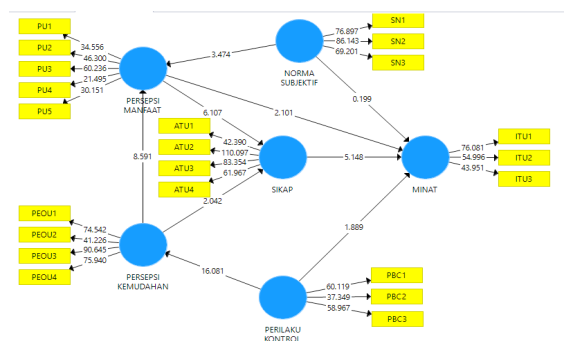 PU1
PU2
PU3
PU4
PU5
34.556
46.300
60.236
21.495
30.151
PERSEPSI
MANFAAT
3.474
NORMA
SUBJEKTIF
76.897
86.143
69.201
SN1
SN2
SN3
6.107
2.101
0.199
ATU1
ATU2
ATU3
ATU4
42.390
110.097
83.354
61.967
SIKAP
5.148
MINAT
76.081
54.996
43.951
ITU1
ITU2
ITU3
8.591
2.042
1.889
PEOU1
PEOU2
PEOU3
PEOU4
74.542
41.226
90.645
75.940
PERSEPSI
KEMUDAHAN
16.081
PERILAKU
KONTROL
60.119
37.349
58.967
PBC1
PBC2
PBC3